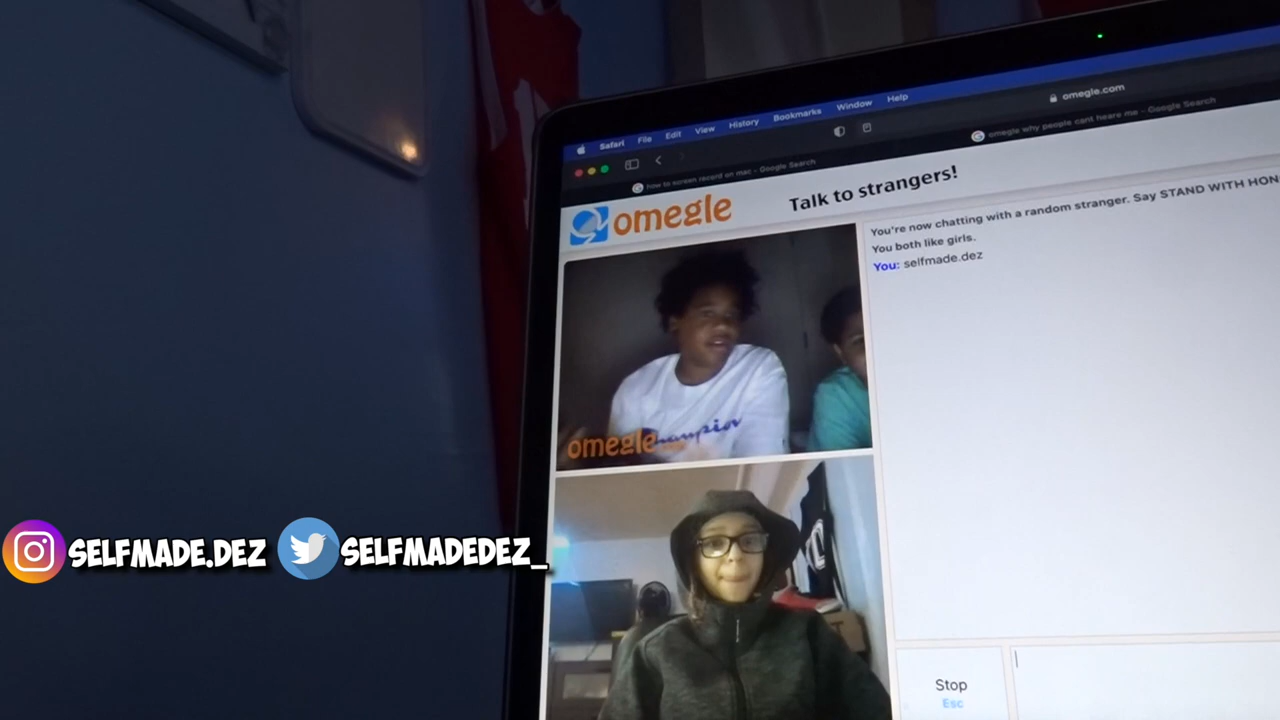 Safari File Edit View History Bookmarks Window Help
omegle.com
how to screen record on mac - Google Search
omegle why people cant heare me - Google Search
omegle
Talk to strangers!
You're now chatting with a random stranger. Say STAND WITH HON
You both like girls.
You: selfmade.dez
Champion
omegle
SELFMADE.DEZ
SELFMADEDEZ_
Stop
Esc